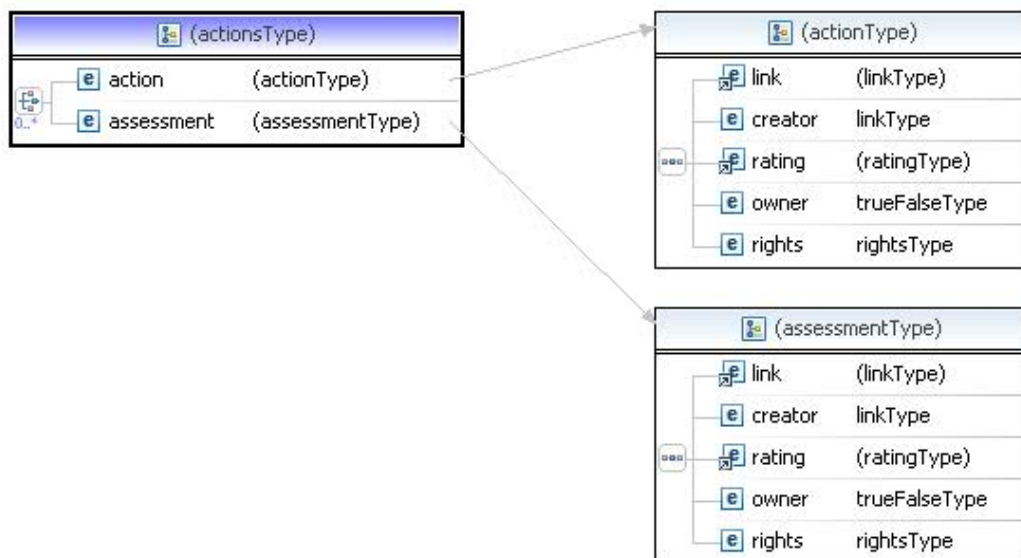 (actionsType)
e action (actionType)
e assessment (assessmentType)
0..*
(actionType)
e link (linkType)
e creator linkType
e rating (ratingType)
e owner trueFalseType
e rights rightsType
(assessmentType)
e link (linkType)
e creator linkType
e rating (ratingType)
e owner trueFalseType
e rights rightsType